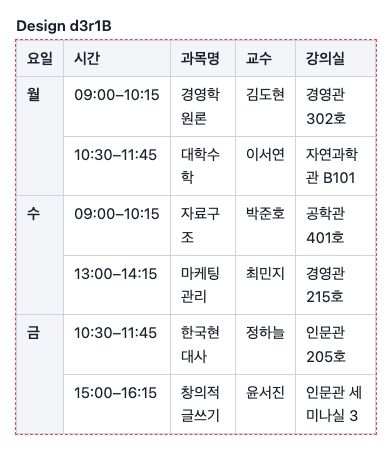 Design d3r1B
요일 시간 과목명 교수 강의실
월 09:00–10:15 경영학 김도현 경영관
원론 302호
10:30–11:45 대학수 이서연 자연과학
학 관 B101
수 09:00–10:15 자료구 박준호 공학관
조 401호
13:00–14:15 마케팅 최민지 경영관
관리 215호
금 10:30–11:45 한국현 정하늘 인문관
대사 205호
15:00–16:15 창의적 윤서진 인문관 세
글쓰기 미나실 3